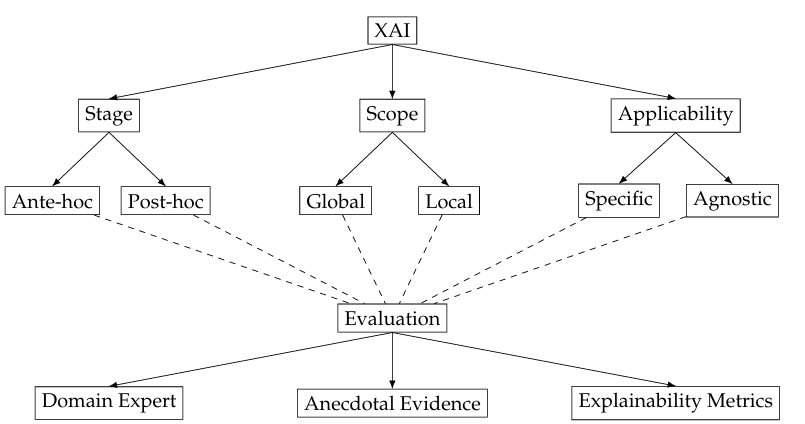 XAI
Stage
Scope
Applicability
Ante-hoc
Post-hoc
Global
Local
Specific
Agnostic
Evaluation
Domain Expert
Anecdotal Evidence
Explainability Metrics